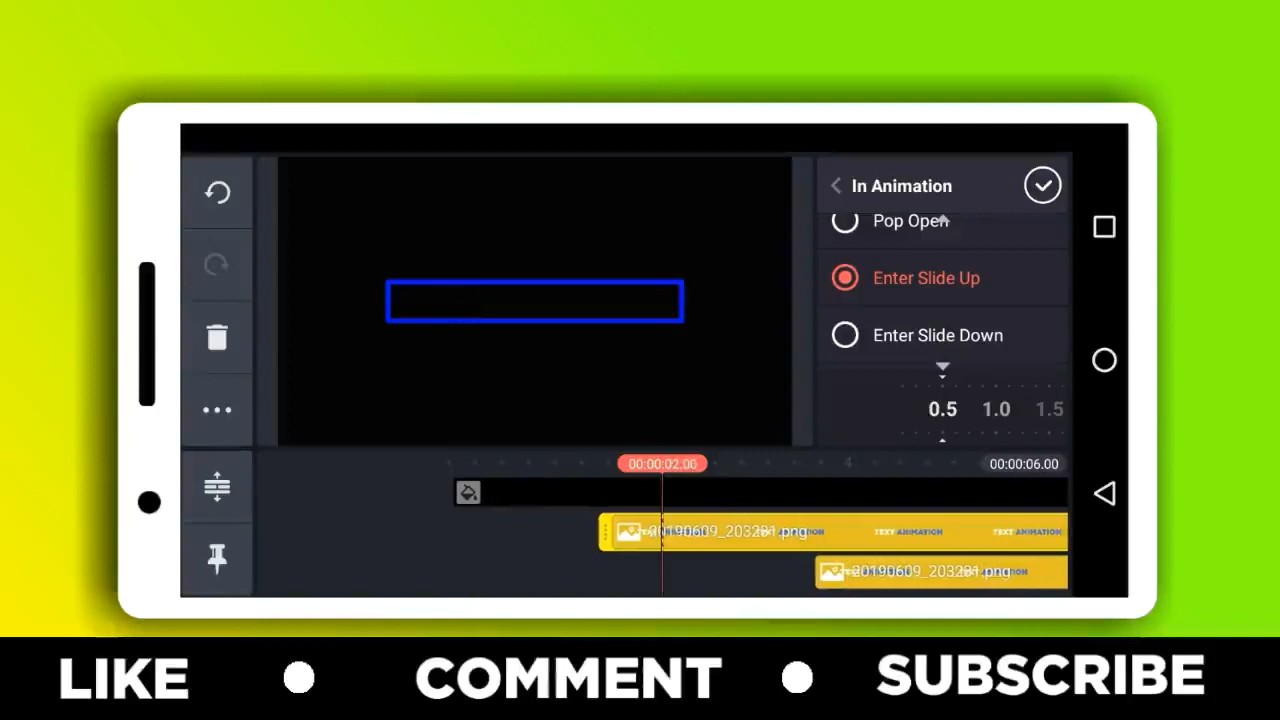 In Animation
Pop Open
Enter Slide Up
Enter Slide Down
0.5 1.0 1.5
00:00:02.00
4
00:00:06.00
20190609_203281.png
TEXT ANIMATION
TEXT ANIMATION
20190609_203281.png
LIKE COMMENT SUBSCRIBE